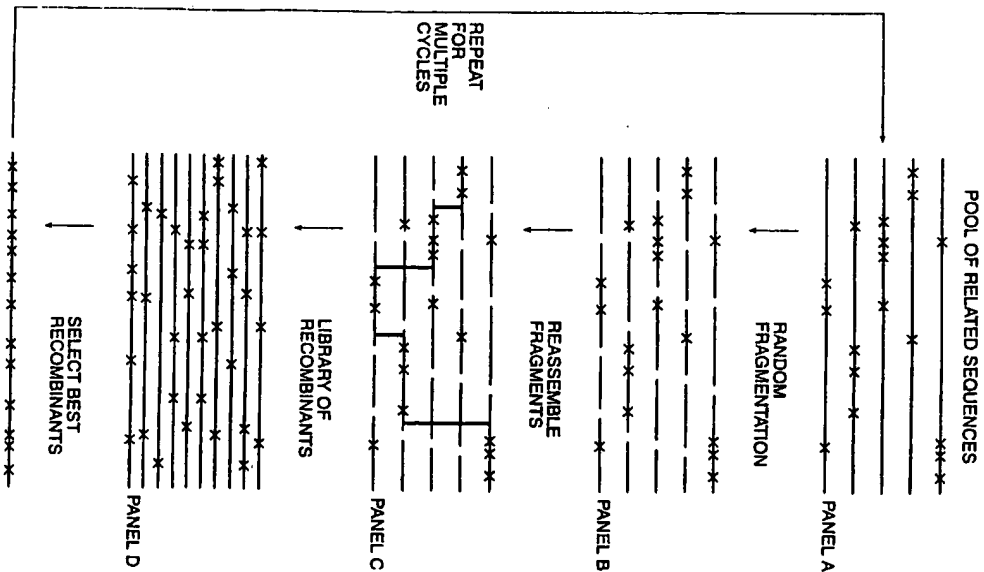 POOL OF RELATED SEQUENCES
PANEL A
RANDOM
FRAGMENTATION
PANEL B
REASSEMBLE
FRAGMENTS
PANEL C
LIBRARY OF
RECOMBINANTS
PANEL D
SELECT BEST
RECOMBINANTS
REPEAT
FOR
MULTIPLE
CYCLES